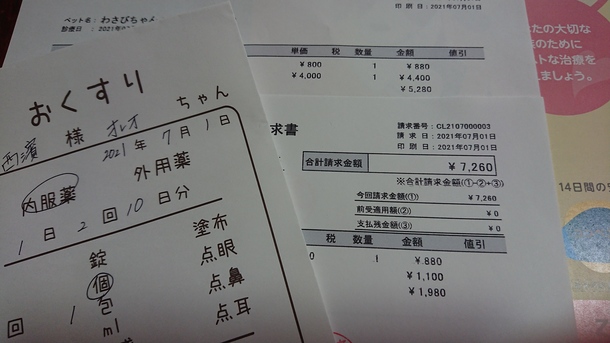 印刷日：2021年07月01日
ペット名：わさびちゃん
診療日：2021年0
単価 税 数量 金額 値引
¥800 1 ¥880
¥4,000 1 ¥4,400
¥5,280
たの大切な
のために
ストな治療を
えましょう。
求書
請求番号：CL2107000003
請求日：2021年07月01日
印刷日：2021年07月01日
合計請求金額 ¥7,260
※合計請求金額(①-②+③)
今回請求金額(①) ¥7,260
前受適用額(②) ¥0
支払残金額(③) ¥0
税 数量 金額 値引
0 1 ¥880
¥1,100
¥1,980
14日間の
おくすり
西濱 様 オレオ ちゃん
2021年 7月 1日
内服薬 外用薬
1日 2回 10日分
錠 塗布
個 点眼
回 1 包 点鼻
ml 点耳